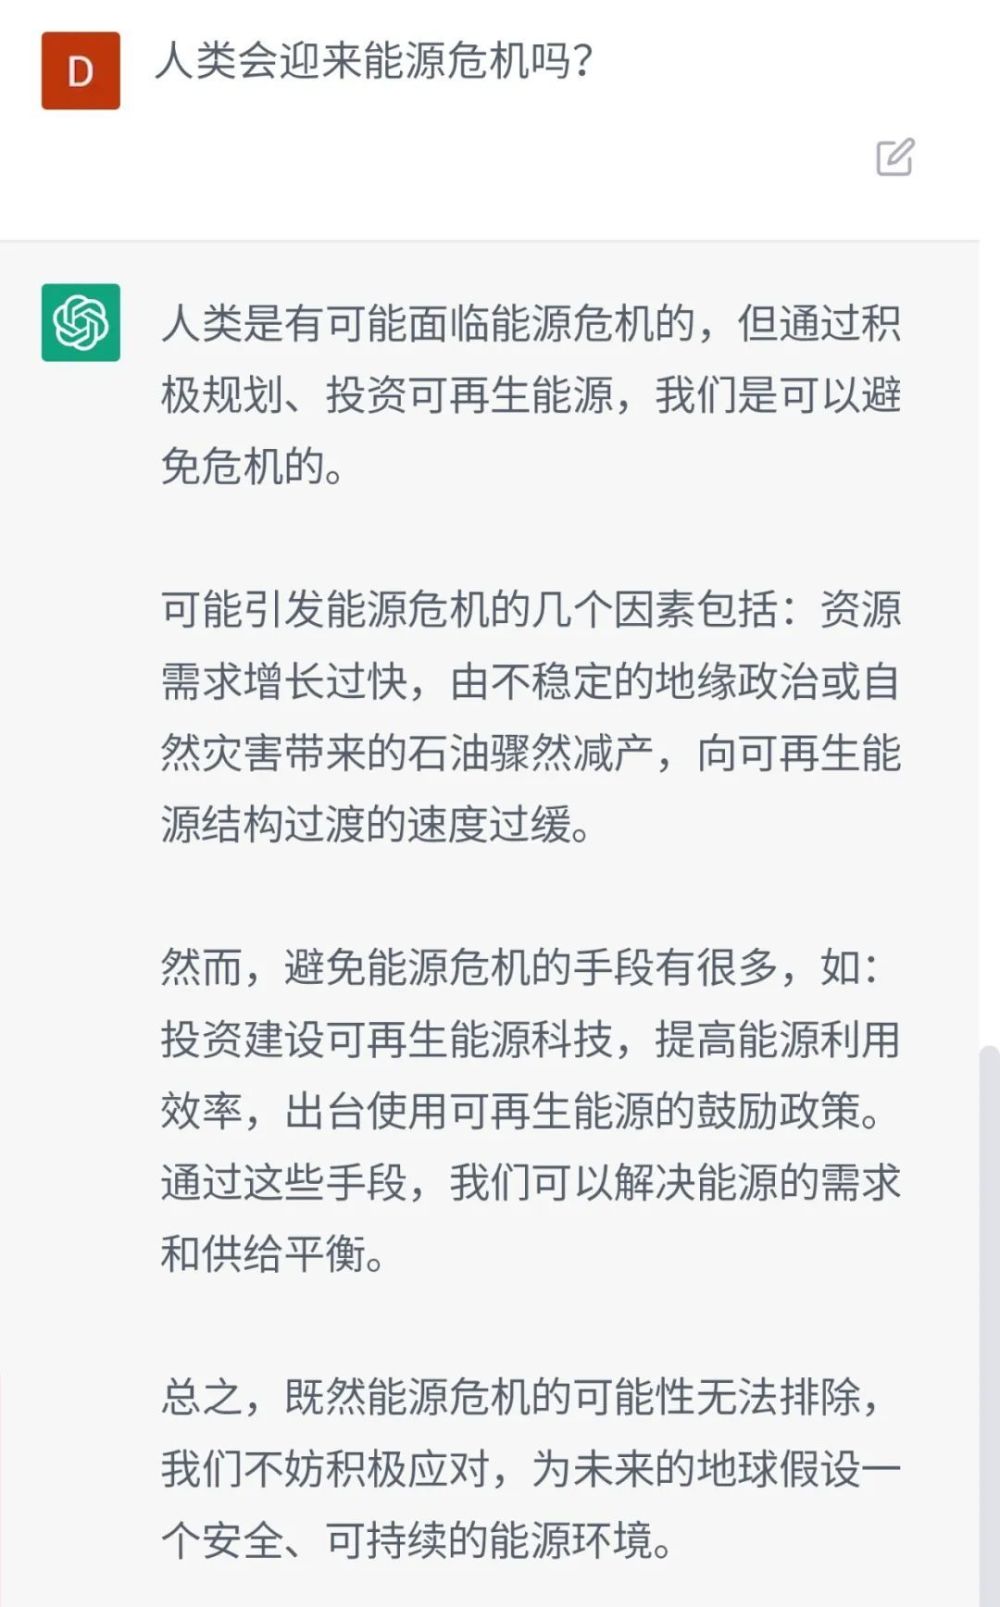 D
人类会迎来能源危机吗？
人类是有可能面临能源危机的，但通过积
极规划、投资可再生能源，我们是可以避
免危机的。
可能引发能源危机的几个因素包括：资源
需求增长过快，由不稳定的地缘政治或自
然灾害带来的石油骤然减产，向可再生能
源结构过渡的速度过缓。
然而，避免能源危机的手段有很多，如：
投资建设可再生能源科技，提高能源利用
效率，出台使用可再生能源的鼓励政策。
通过这些手段，我们可以解决能源的需求
和供给平衡。
总之，既然能源危机的可能性无法排除，
我们不妨积极应对，为未来的地球假设一
个安全、可持续的能源环境。